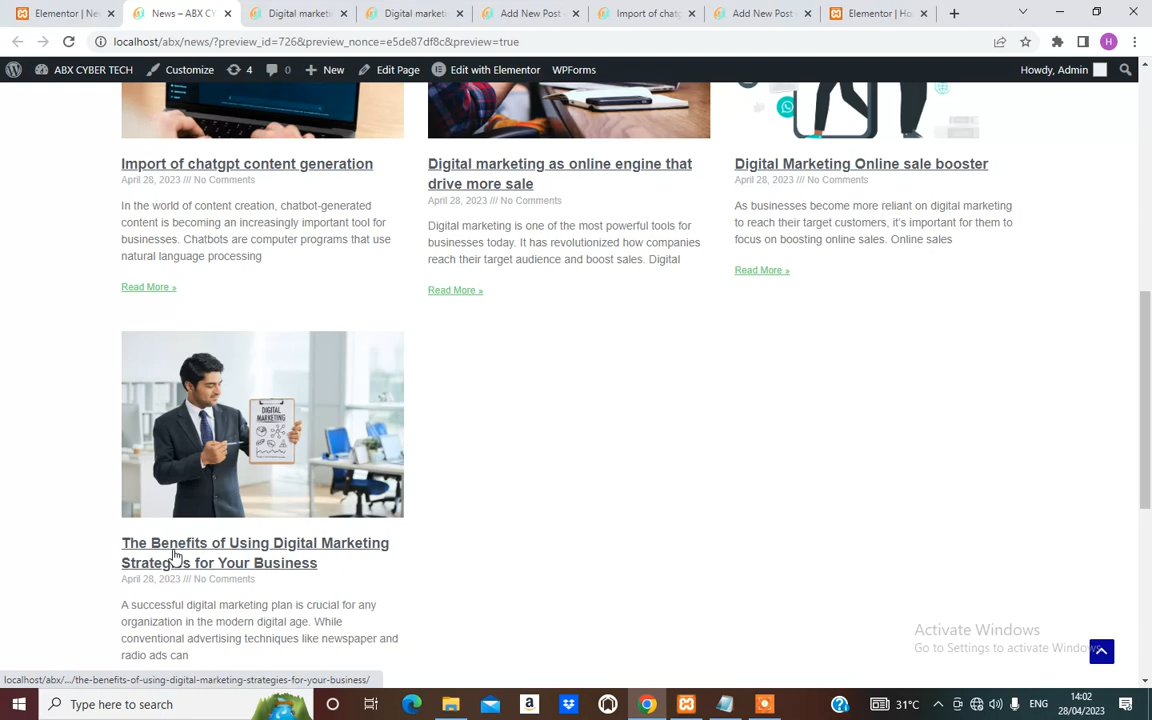 Elementor | Ne
News – ABX CY
Digital marketi
Digital marketi
Add New Post
Import of chat
Add New Post
Elementor | Ho
localhost/abx/news/?preview_id=726&preview_nonce=e5de87df8c&preview=true
H
ABX CYBER TECH
Customize
4
0
New
Edit Page
Edit with Elementor
WPForms
Howdy, Admin
Import of chatgpt content generation
April 28, 2023 /// No Comments
In the world of content creation, chatbot-generated
content is becoming an increasingly important tool for
businesses. Chatbots are computer programs that use
natural language processing
Read More »
Digital marketing as online engine that
drive more sale
April 28, 2023 /// No Comments
Digital marketing is one of the most powerful tools for
businesses today. It has revolutionized how companies
reach their target audience and boost sales. Digital
Read More »
Digital Marketing Online sale booster
April 28, 2023 /// No Comments
As businesses become more reliant on digital marketing
to reach their target customers, it's important for them to
focus on boosting online sales. Online sales
Read More »
DIGITAL
MARKETING
The Benefits of Using Digital Marketing
Strategies for Your Business
April 28, 2023 /// No Comments
A successful digital marketing plan is crucial for any
organization in the modern digital age. While
conventional advertising techniques like newspaper and
radio ads can
Activate Windows
Go to Settings to activate Windows
localhost/abx/.../the-benefits-of-using-digital-marketing-strategies-for-your-business/
Type here to search
31°C
ENG
14:02
28/04/2023